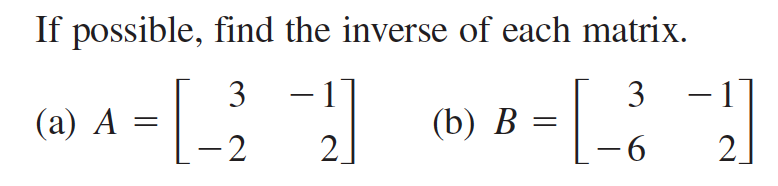 If possible, find the inverse of each matrix.
(a) A = [ 3 −1 ; −2 2 ] (b) B = [ 3 −1 ; −6 2 ]